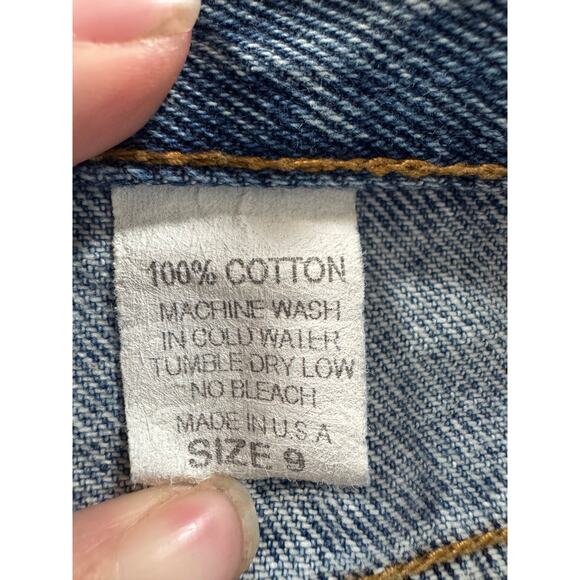 100% COTTON
MACHINE WASH
IN COLD WATER
TUMBLE DRY LOW
NO BLEACH
MADE IN U.S.A
SIZE 9